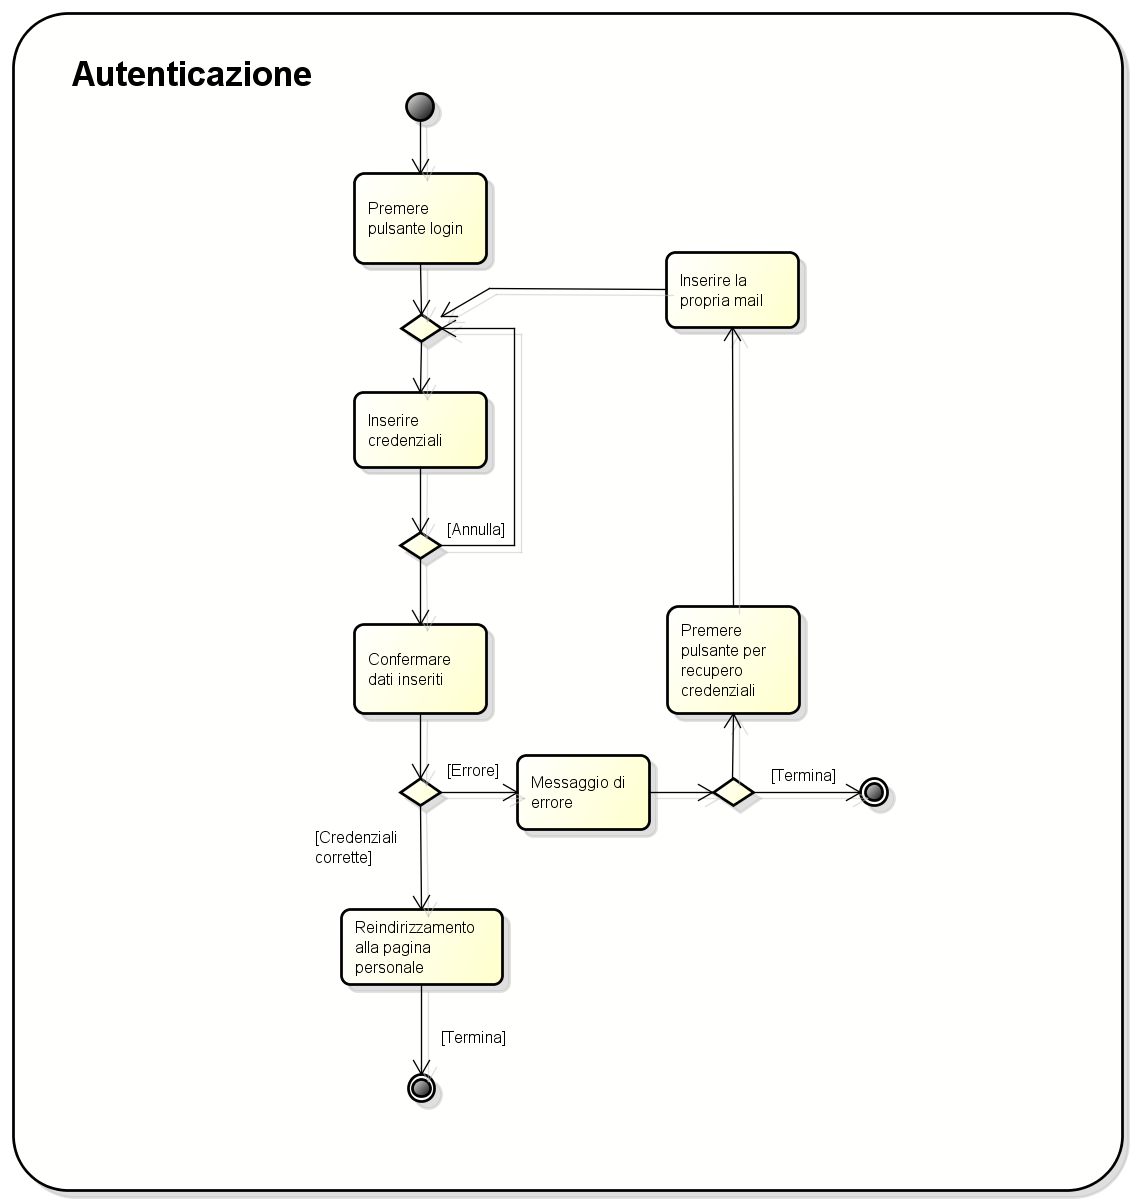 Autenticazione
Premere
pulsante login
Inserire la
propria mail
Inserire
credenziali
[Annulla]
Confermare
dati inseriti
Premere
pulsante per
recupero
credenziali
[Errore]
Messaggio di
errore
[Termina]
[Credenziali
corrette]
Reindirizzamento
alla pagina
personale
[Termina]